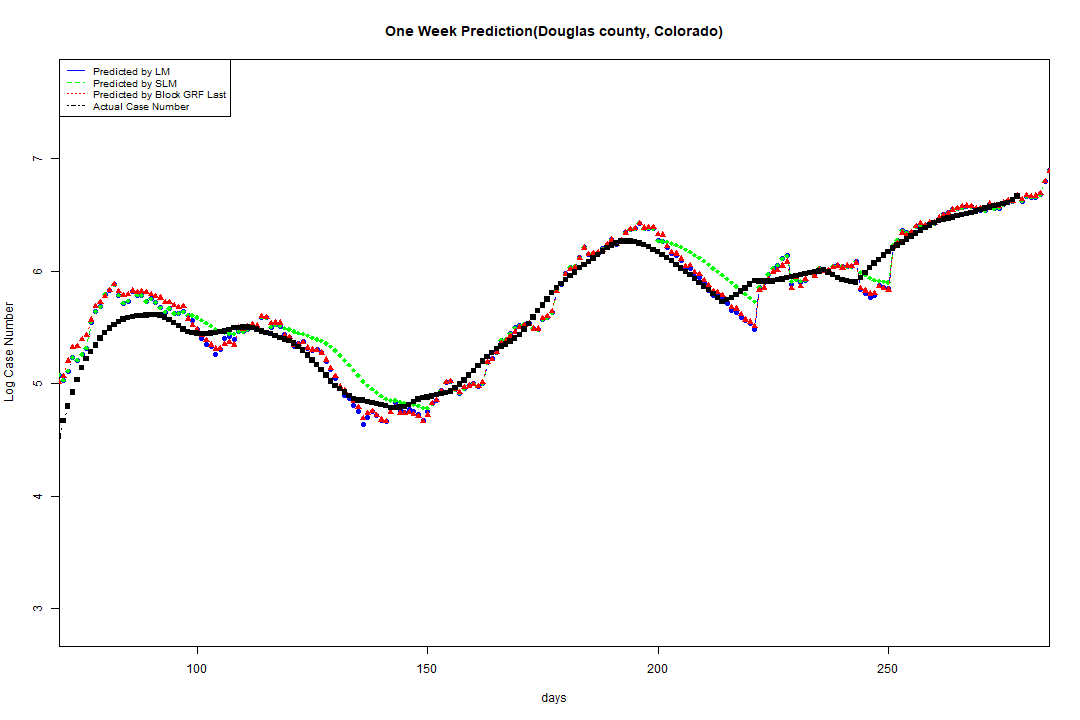 One Week Prediction(Douglas county, Colorado)
Predicted by LM
Predicted by SLM
Predicted by Block GRF Last
Actual Case Number
7
6
5
4
3
Log Case Number
100
150
200
250
days